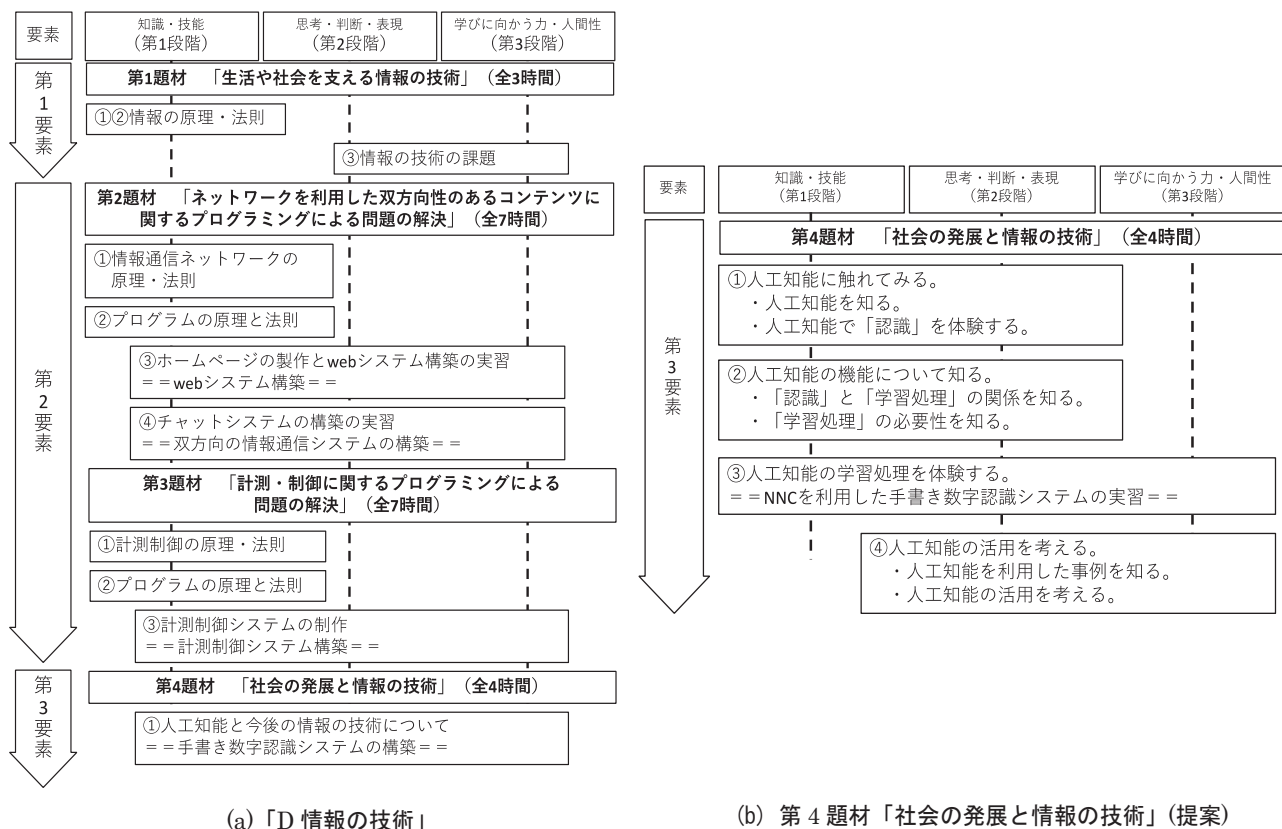 要素
知識・技能
(第1段階)
思考・判断・表現
(第2段階)
学びに向かう力・人間性
(第3段階)
第1要素
第1題材 「生活や社会を支える情報の技術」（全3時間）
①②情報の原理・法則
③情報の技術の課題
第2要素
第2題材 「ネットワークを利用した双方向性のあるコンテンツに
関するプログラミングによる問題の解決」（全7時間）
①情報通信ネットワークの
原理・法則
②プログラムの原理と法則
③ホームページの製作とwebシステム構築の実習
＝＝webシステム構築＝＝
④チャットシステムの構築の実習
＝＝双方向の情報通信システムの構築＝＝
第3題材 「計測・制御に関するプログラミングによる
問題の解決」（全7時間）
①計測制御の原理・法則
②プログラムの原理と法則
③計測制御システムの制作
＝＝計測制御システム構築＝＝
第3要素
第4題材 「社会の発展と情報の技術」（全4時間）
①人工知能と今後の情報の技術について
＝＝手書き数字認識システムの構築＝＝
(a)「D 情報の技術」
要素
知識・技能
(第1段階)
思考・判断・表現
(第2段階)
学びに向かう力・人間性
(第3段階)
第3要素
第4題材 「社会の発展と情報の技術」（全4時間）
①人工知能に触れてみる。
・人工知能を知る。
・人工知能で「認識」を体験する。
②人工知能の機能について知る。
・「認識」と「学習処理」の関係を知る。
・「学習処理」の必要性を知る。
③人工知能の学習処理を体験する。
＝＝NNCを利用した手書き数字認識システムの実習＝＝
④人工知能の活用を考える。
・人工知能を利用した事例を知る。
・人工知能の活用を考える。
(b) 第4題材「社会の発展と情報の技術」(提案)